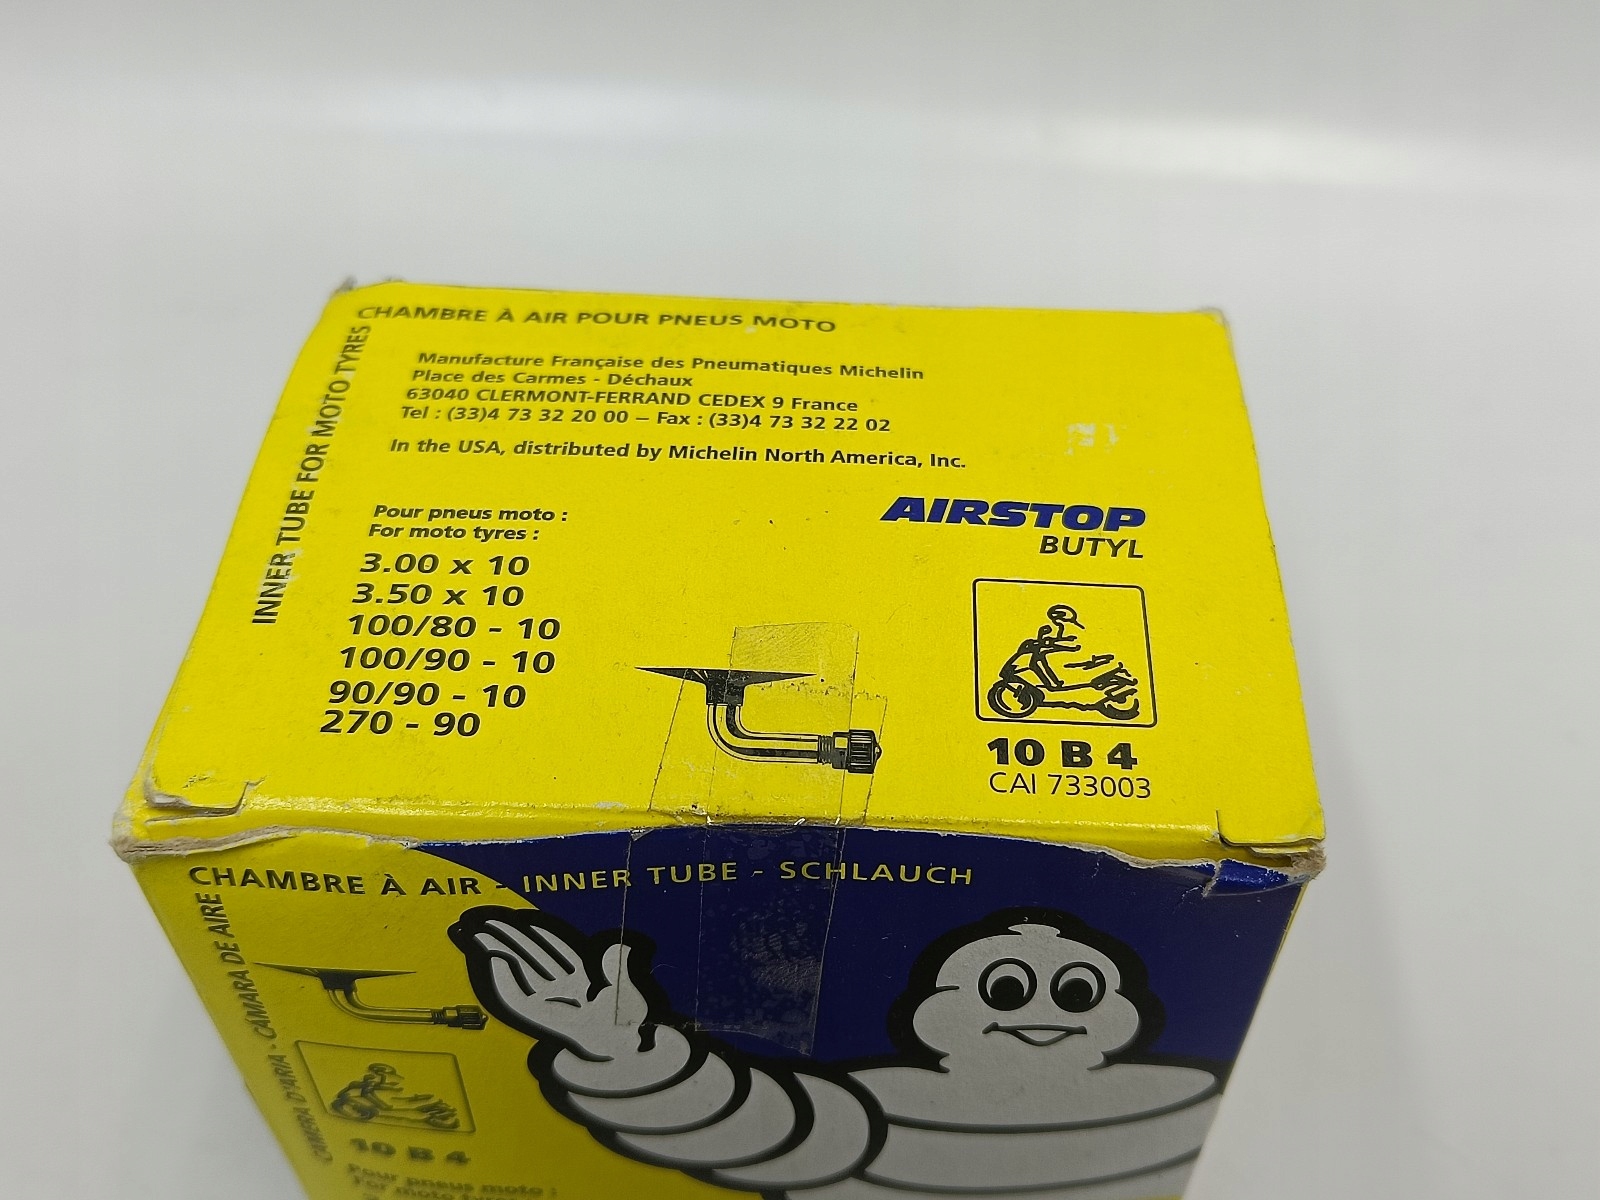 CHAMBRE À AIR POUR PNEUS MOTO
INNER TUBE FOR MOTO TYRES
Manufacture Française des Pneumatiques Michelin
Place des Carmes - Déchaux
63040 CLERMONT-FERRAND CEDEX 9 France
Tel : (33)4 73 32 20 00 – Fax : (33)4 73 32 22 02
In the USA, distributed by Michelin North America, Inc.
Pour pneus moto :
For moto tyres :
3.00 x 10
3.50 x 10
100/80 - 10
100/90 - 10
90/90 - 10
270 - 90
AIRSTOP
BUTYL
10 B 4
CAI 733003
CHAMBRE À AIR - INNER TUBE - SCHLAUCH
CAMERA D'ARIA - CAMARA DE AIRE
10 B 4
Pour pneus moto :
For moto tyres :